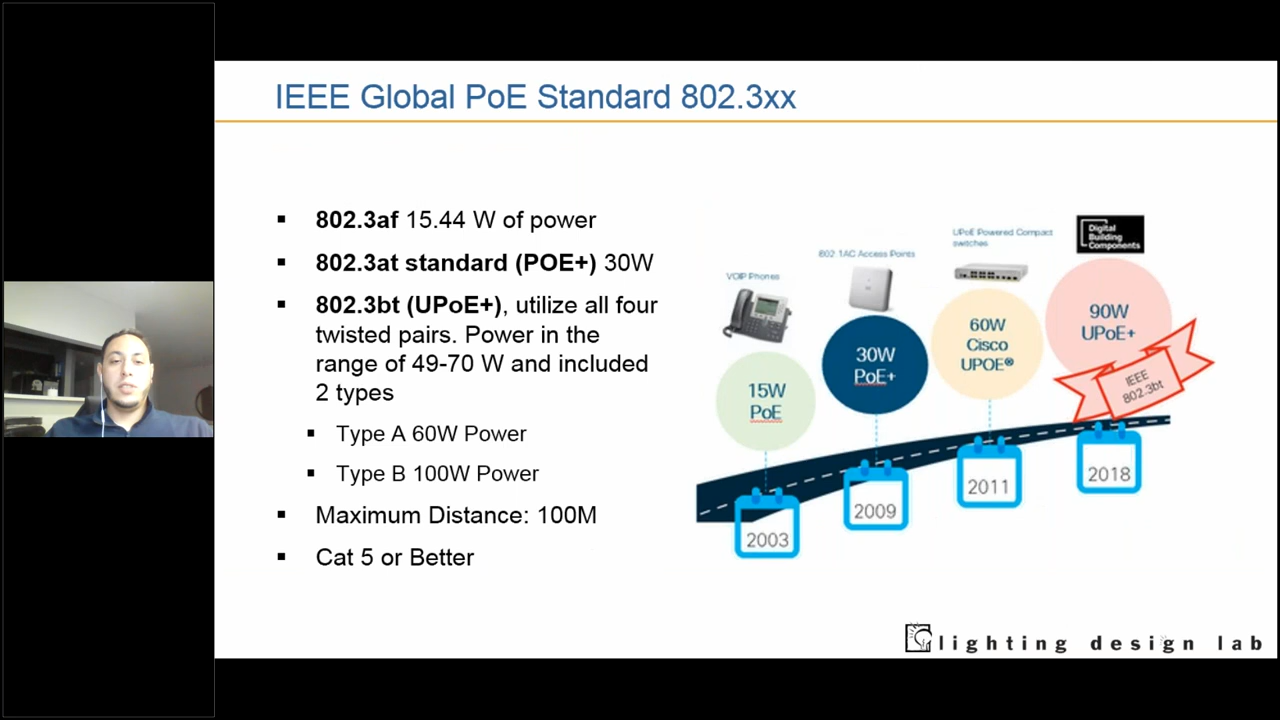 IEEE Global PoE Standard 802.3xx
▪ 802.3af 15.44 W of power
▪ 802.3at standard (POE+) 30W
▪ 802.3bt (UPoE+), utilize all four
twisted pairs. Power in the
range of 49-70 W and included
2 types
▪ Type A 60W Power
▪ Type B 100W Power
▪ Maximum Distance: 100M
▪ Cat 5 or Better
VOIP Phones
15W
PoE
2003
802.1AC Access Points
30W
PoE+
2009
UPoE Powered Compact
switches
60W
Cisco
UPOE®
2011
Digital
Building
Components
90W
UPoE+
IEEE
802.3bt
2018
lighting design lab